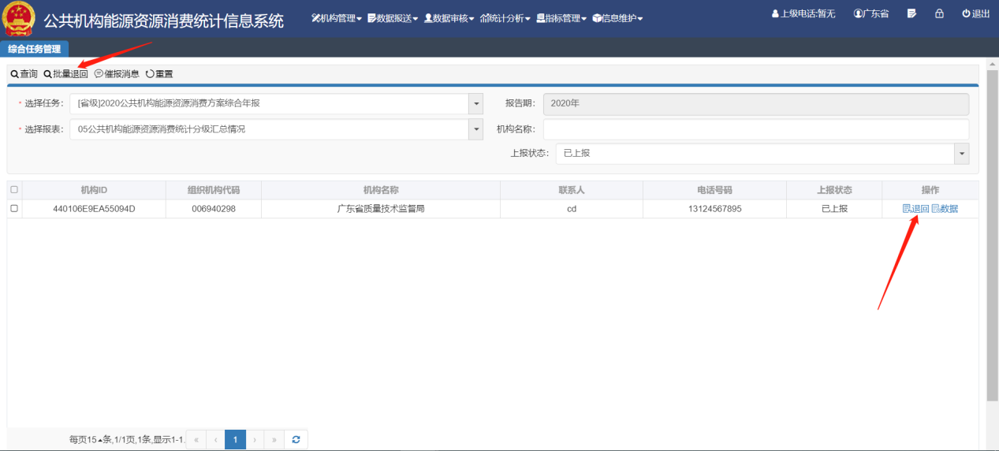 公共机构能源资源消费统计信息系统 机构管理 数据报送 数据审核 统计分析 指标管理 信息维护 上级电话:暂无 广东省 退出
综合任务管理
查询 批量退回 催报消息 重置
* 选择任务： [省级]2020公共机构能源资源消费方案综合年报 报告期： 2020年
* 选择报表： 05公共机构能源资源消费统计分级汇总情况 机构名称：
上报状态： 已上报
机构ID 组织机构代码 机构名称 联系人 电话号码 上报状态 操作
440106E9EA55094D 006940298 广东省质量技术监督局 cd 13124567895 已上报 退回 数据
每页15条,1/1页,1条,显示1-1. « ‹ 1 › »